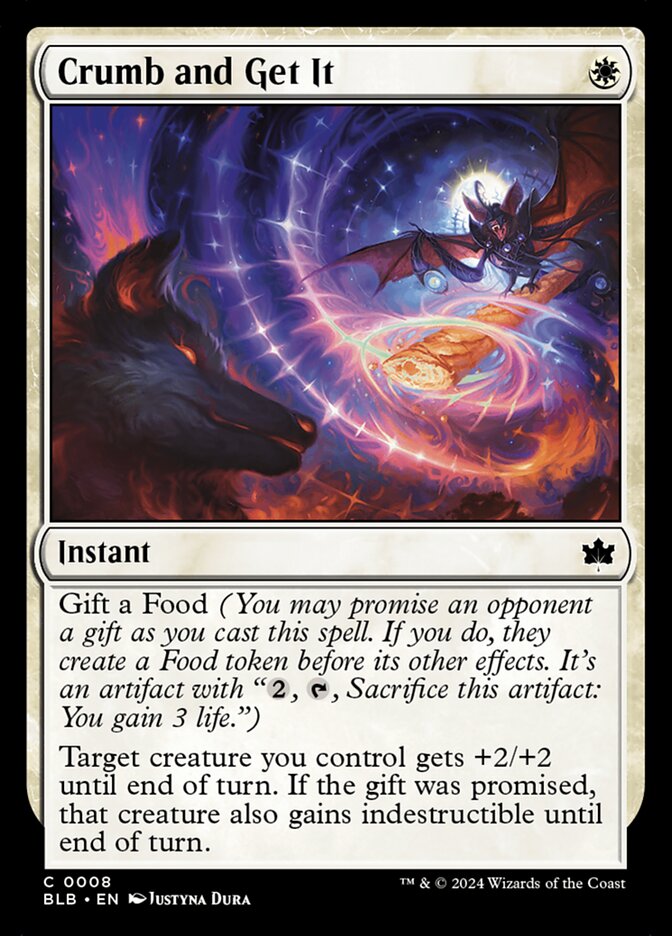 Crumb and Get It
Instant
Gift a Food (You may promise an opponent
a gift as you cast this spell. If you do, they
create a Food token before its other effects. It's
an artifact with “2, , Sacrifice this artifact:
You gain 3 life.”)
Target creature you control gets +2/+2
until end of turn. If the gift was promised,
that creature also gains indestructible until
end of turn.
C 0008
BLB • EN Justyna Dura
™ & © 2024 Wizards of the Coast